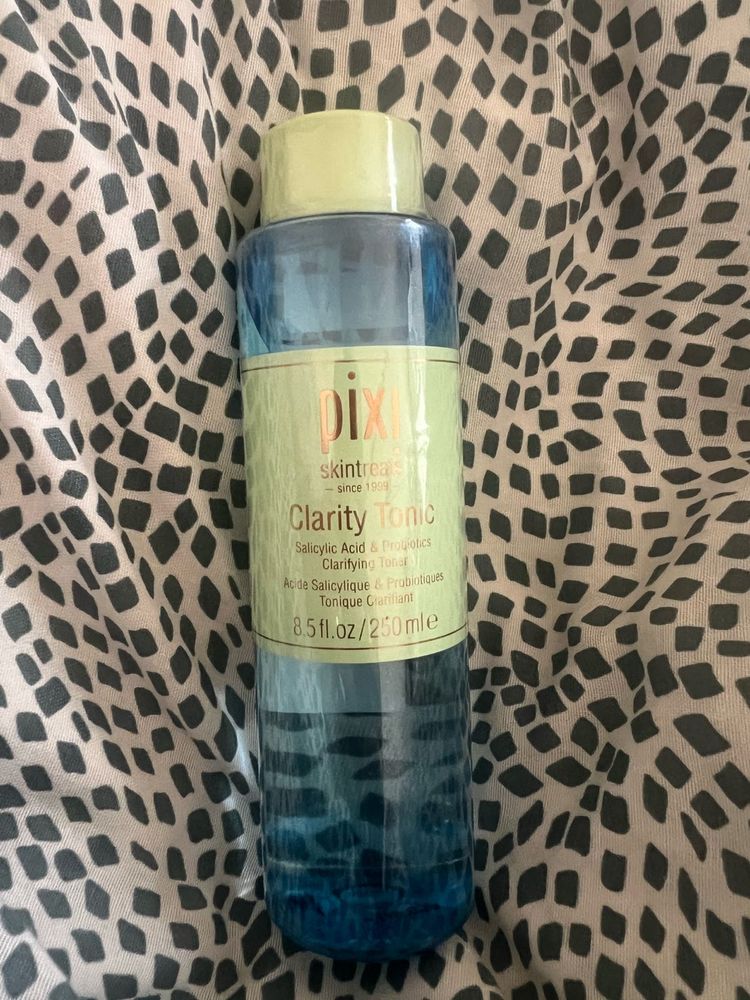 pixi
skintreats
– since 1999 –
Clarity Tonic
Salicylic Acid & Probiotics
Clarifying Toner
Acide Salicylique & Probiotiques
Tonique Clarifiant
8.5 fl.oz/250 ml e